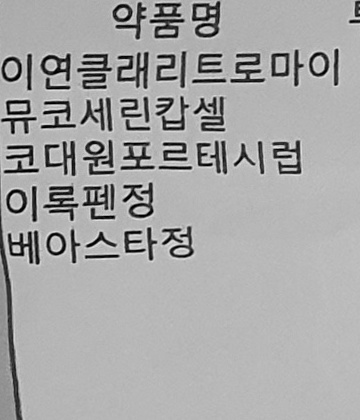 약품명
이연클래리트로마이
뮤코세린캅셀
코대원포르테시럽
이록펜정
베아스타정